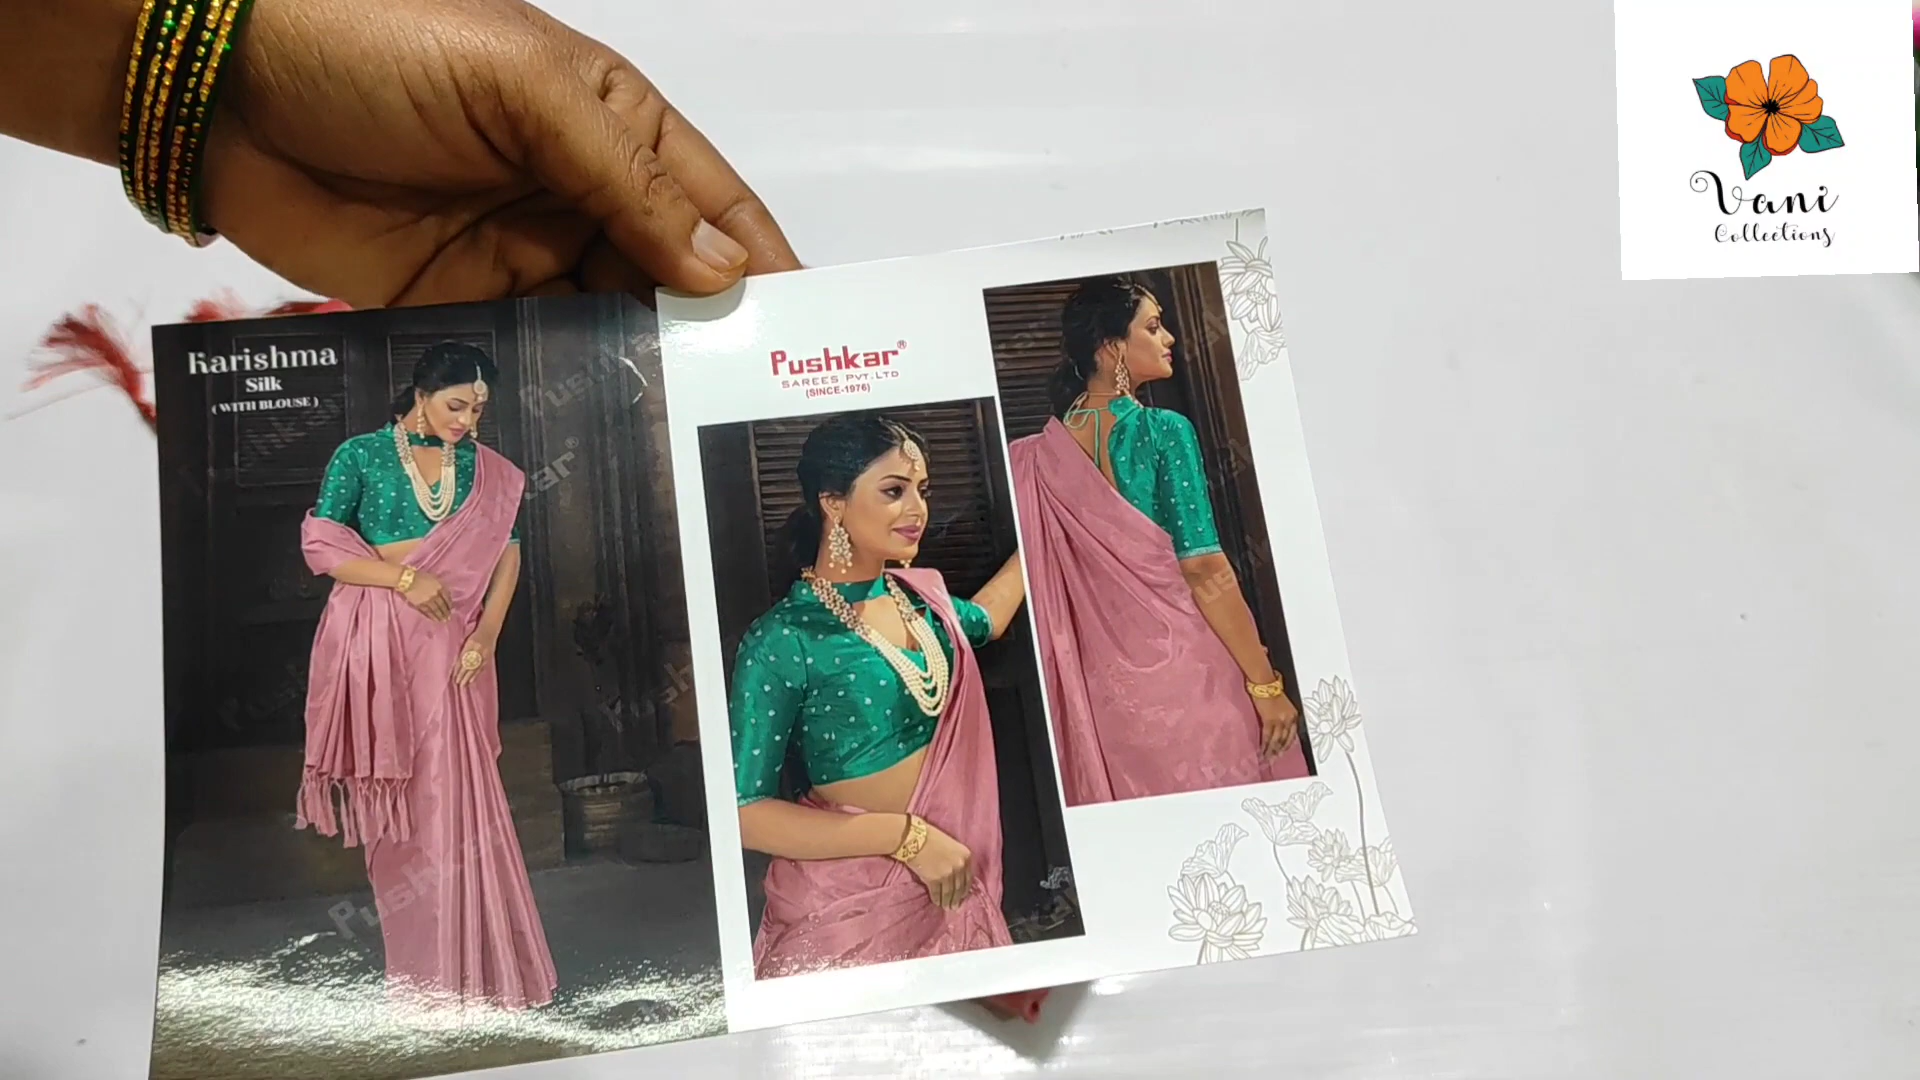 Karishma
Silk
( WITH BLOUSE )
Pushkar®
SAREES PVT.LTD
(SINCE-1976)
Vani
Collections